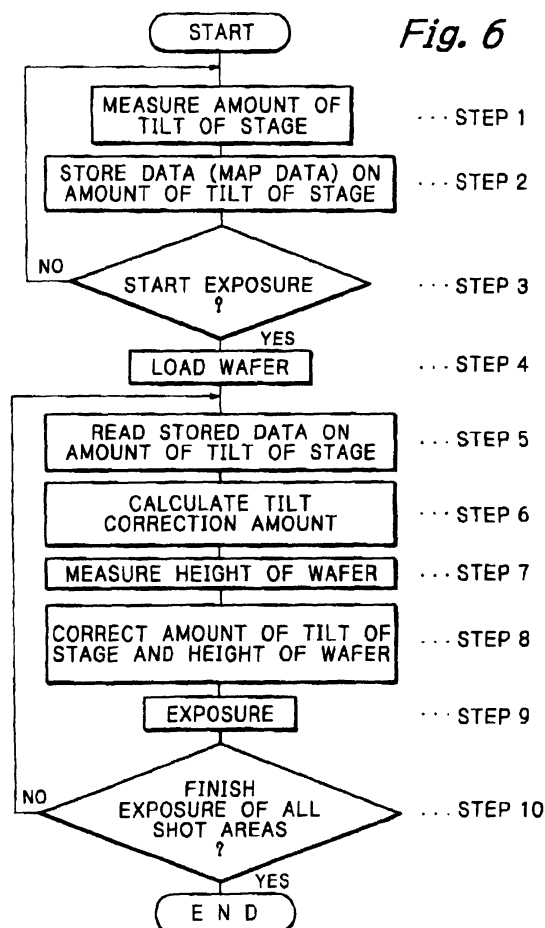 START
Fig. 6
MEASURE AMOUNT OF
TILT OF STAGE
··· STEP 1
STORE DATA (MAP DATA) ON
AMOUNT OF TILT OF STAGE
··· STEP 2
NO
START EXPOSURE
?
··· STEP 3
YES
LOAD WAFER
··· STEP 4
READ STORED DATA ON
AMOUNT OF TILT OF STAGE
··· STEP 5
CALCULATE TILT
CORRECTION AMOUNT
··· STEP 6
MEASURE HEIGHT OF WAFER
··· STEP 7
CORRECT AMOUNT OF TILT OF
STAGE AND HEIGHT OF WAFER
··· STEP 8
EXPOSURE
··· STEP 9
NO
FINISH
EXPOSURE OF ALL
SHOT AREAS
?
··· STEP 10
YES
E N D